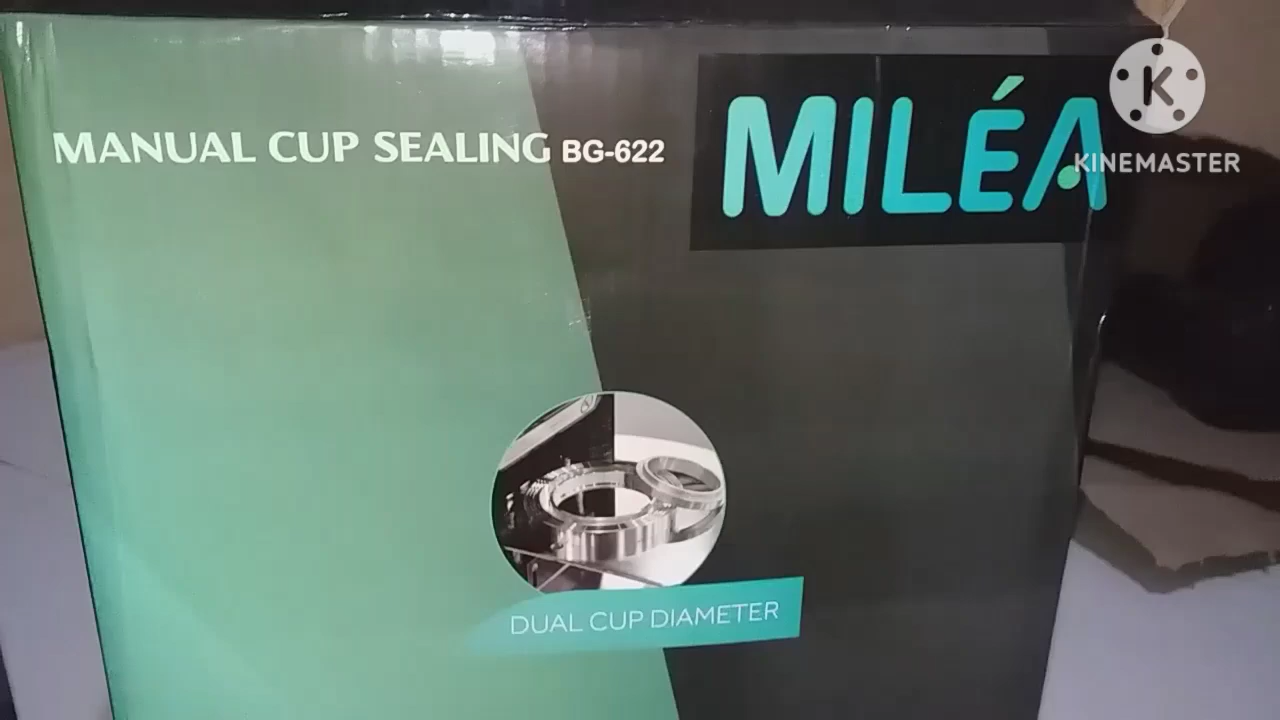 MANUAL CUP SEALING BG-622
MILÉA
K
KINEMASTER
DUAL CUP DIAMETER